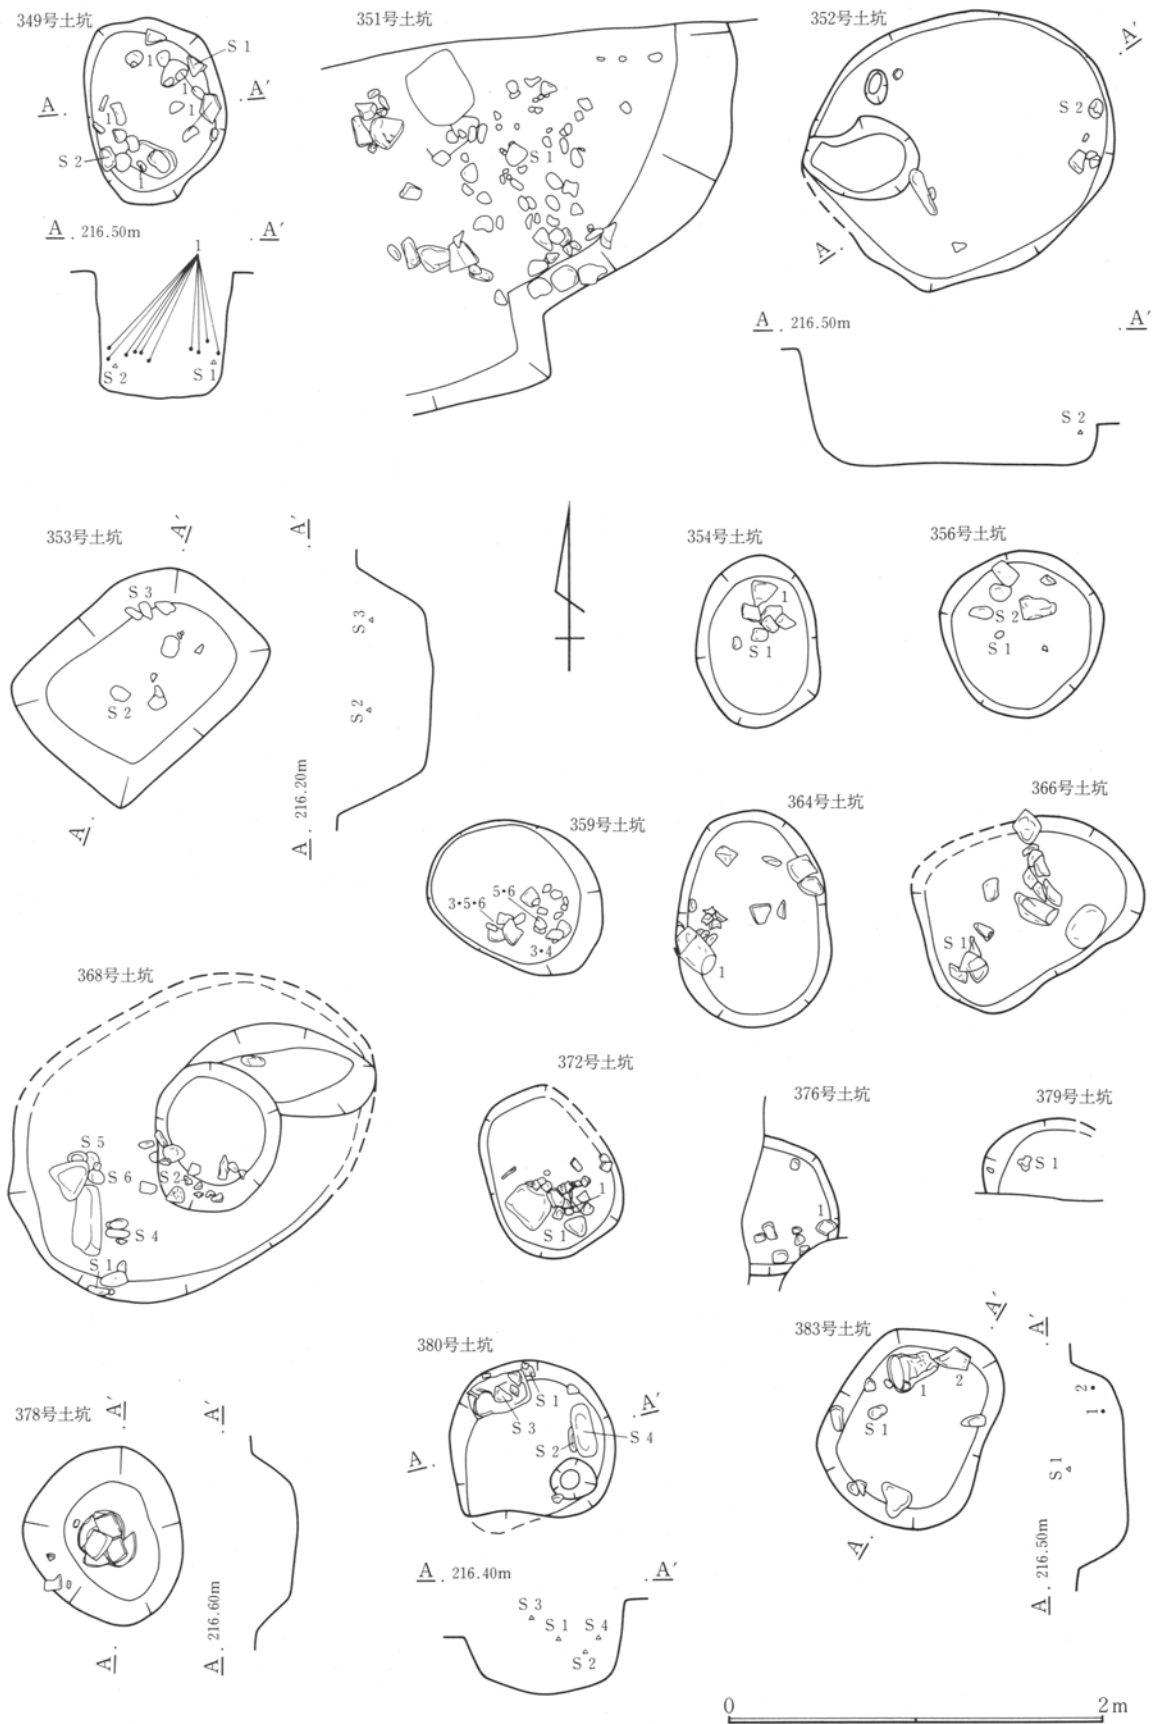 349号土坑
1
S 1
1
1
1
A
A′
S 2
1
A 216.50m A′
1
S 2
S 1
351号土坑
S 1
352号土坑
A′
S 2
A
A 216.50m A′
S 2
353号土坑
A′
S 3
S 2
A
A′
S 3
S 2
A 216.20m
354号土坑
1
S 1
356号土坑
S 2
S 1
359号土坑
5•6
3•5•6
3•4
364号土坑
1
366号土坑
S 1
368号土坑
S 5
S 6
S 2
S 4
S 1
372号土坑
1
S 1
376号土坑
1
379号土坑
S 1
378号土坑
A′
A
A′
A 216.60m
380号土坑
S 1
S 3
A′
S 4
S 2
A
A 216.40m A′
S 3
S 1
S 4
S 2
383号土坑
A′
1
2
S 1
A
A′
2
1
S 1
A 216.50m
0 2m